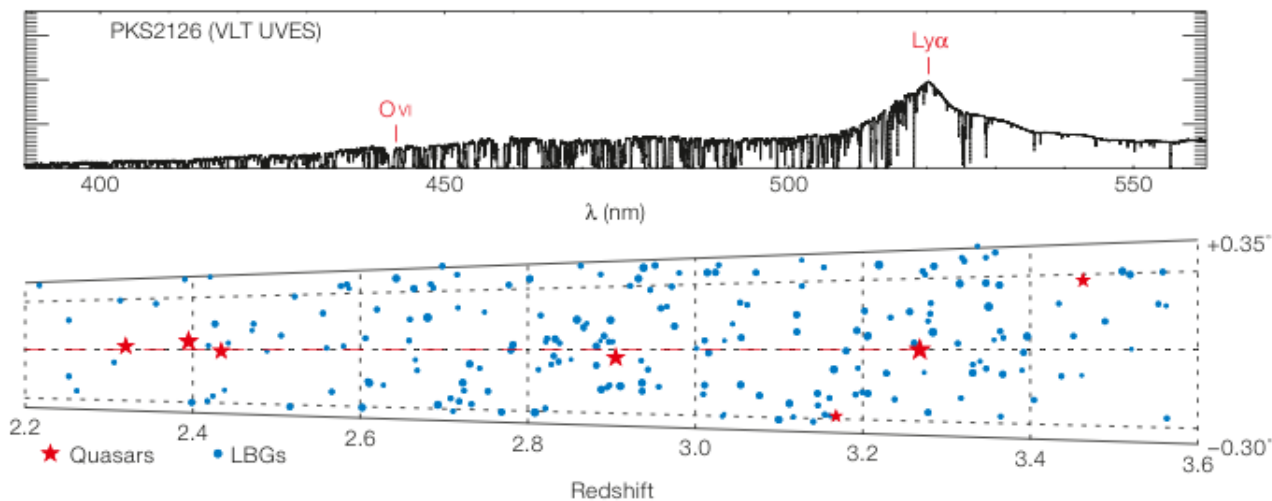 PKS2126 (VLT UVES)
Lyα
O VI
400 450 500 550
λ (nm)
+0.35°
2.2 2.4 2.6 2.8 3.0 3.2 3.4 3.6
−0.30°
Quasars LBGs
Redshift